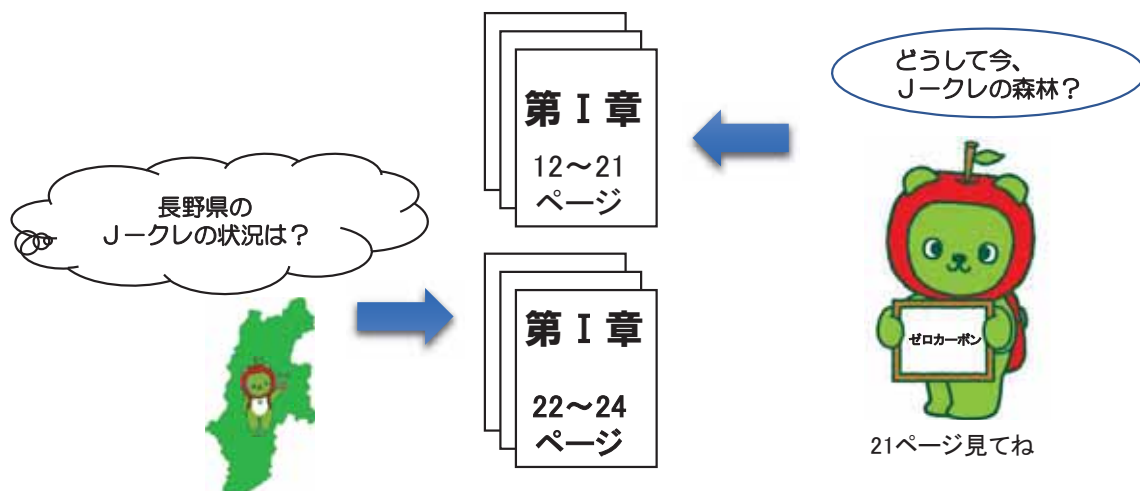 どうして今、
Jークレの森林？
第Ⅰ章
12～21
ページ
長野県の
Jークレの状況は？
第Ⅰ章
22～24
ページ
ゼロカーボン
21ページ見てね